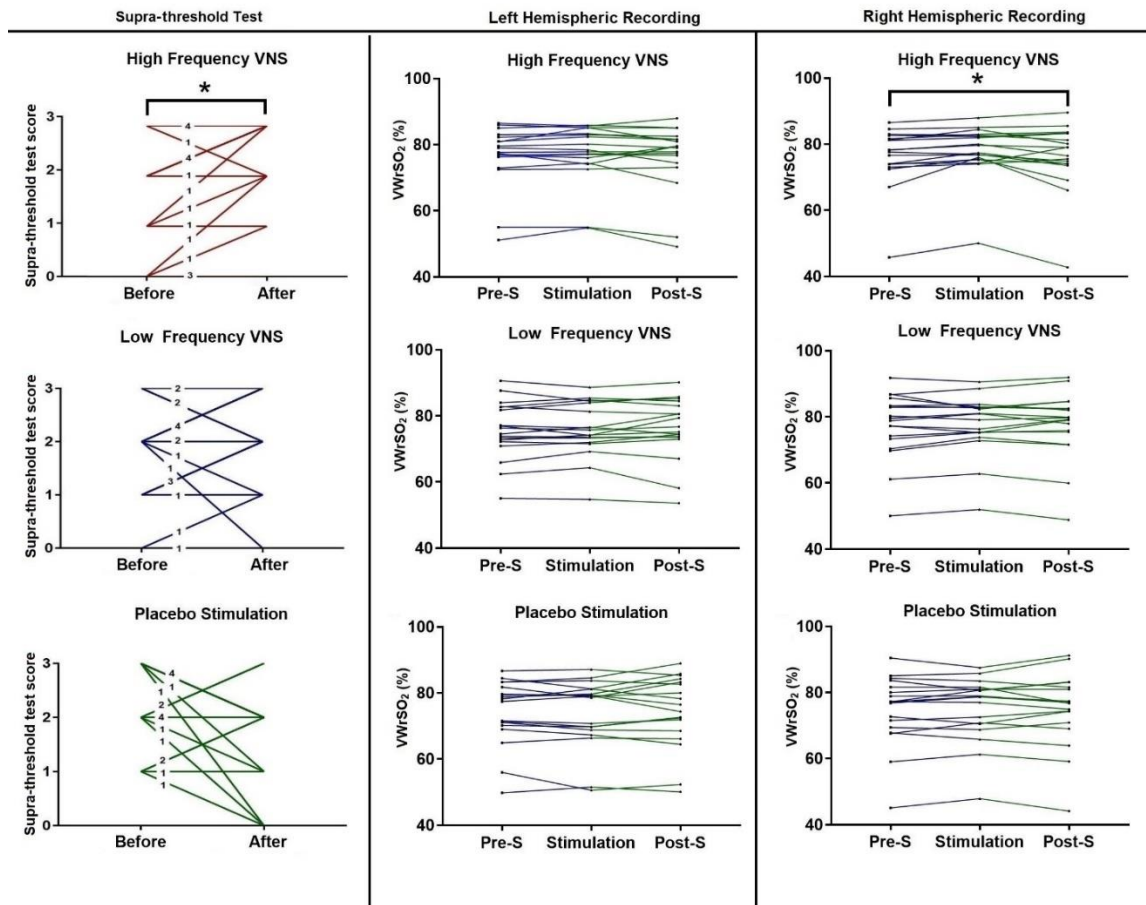 Supra-threshold Test
Left Hemispheric Recording
Right Hemispheric Recording
High Frequency VNS
*
Supra-threshold test score
3
2
1
0
4
1
4
1
1
1
1
1
3
Before
After
High Frequency VNS
VWrSO2 (%)
100
80
60
40
Pre-S
Stimulation
Post-S
High Frequency VNS
*
VWrSO2 (%)
100
80
60
40
Pre-S
Stimulation
Post-S
Low Frequency VNS
Supra-threshold test score
3
2
1
0
2
2
4
2
1
1
3
1
1
1
Before
After
Low Frequency VNS
VWrSO2 (%)
100
80
60
40
Pre-S
Stimulation
Post-S
Low Frequency VNS
VWrSO2 (%)
100
80
60
40
Pre-S
Stimulation
Post-S
Placebo Stimulation
Supra-threshold test score
3
2
1
0
4
1
1
2
4
1
1
2
1
1
Before
After
Placebo Stimulation
VWrSO2 (%)
100
80
60
40
Pre-S
Stimulation
Post-S
Placebo Stimulation
VWrSO2 (%)
100
80
60
40
Pre-S
Stimulation
Post-S